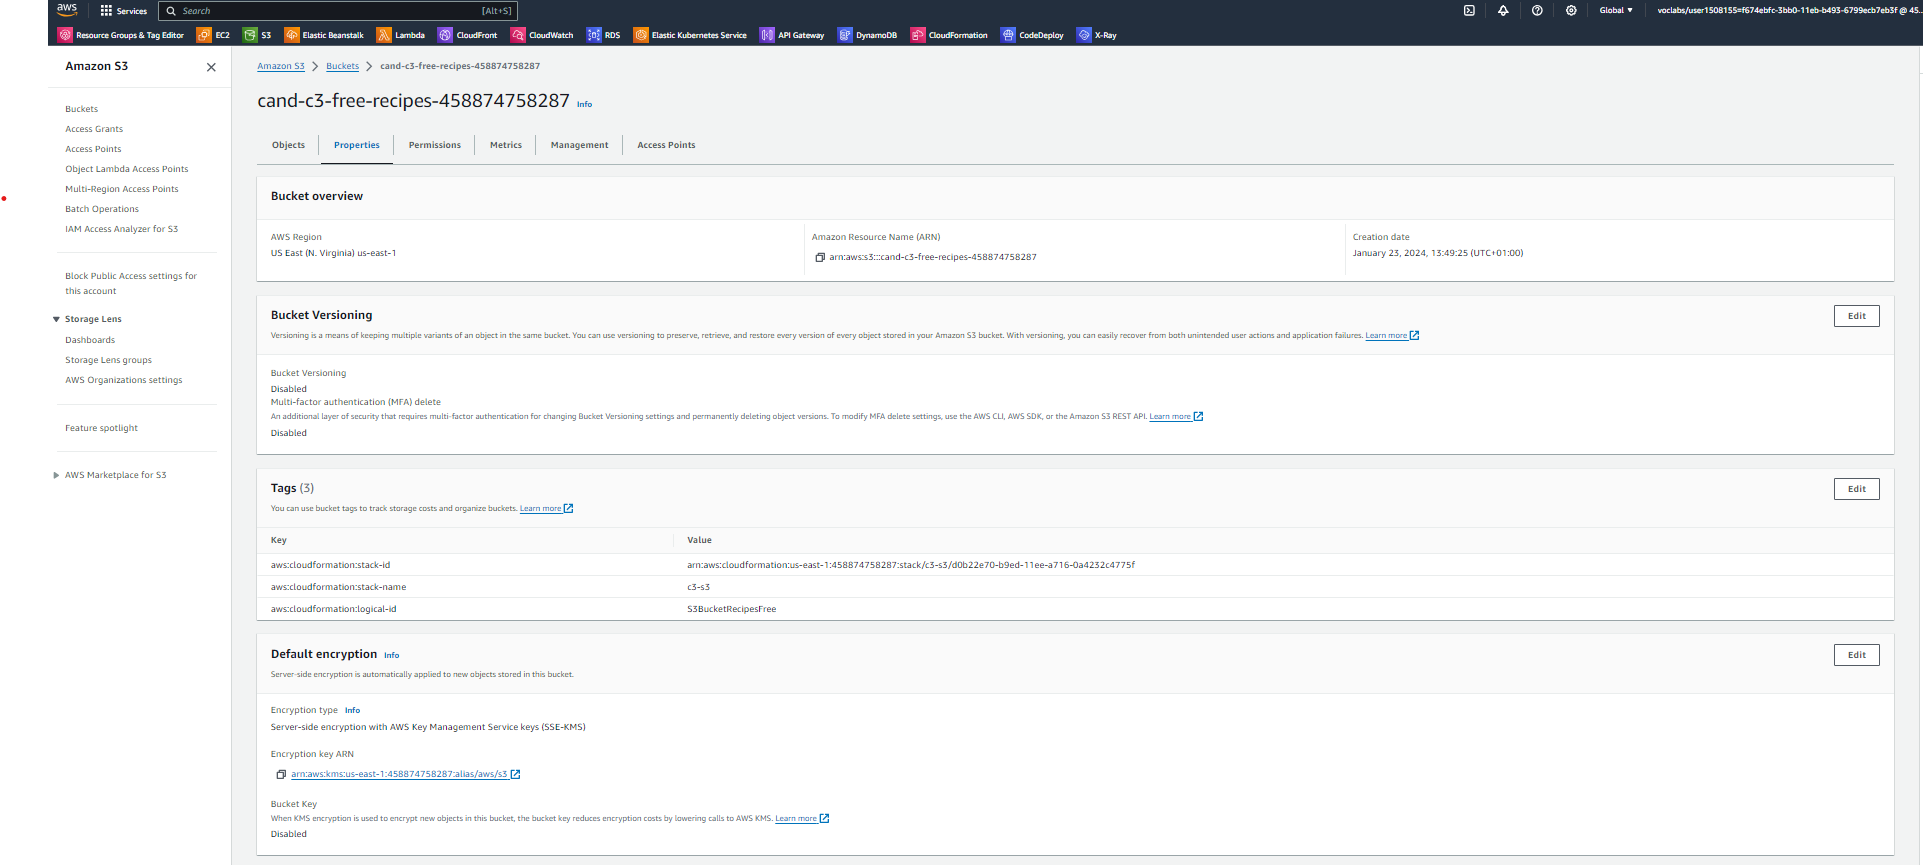 aws
Services
Search [Alt+S]
Global
voclabs/user1508155=f674ebfc-3bb0-11eb-b493-6799ecb7eb3f @ 45...
Resource Groups & Tag Editor EC2 S3 Elastic Beanstalk Lambda CloudFront CloudWatch RDS Elastic Kubernetes Service API Gateway DynamoDB CloudFormation CodeDeploy X-Ray
Amazon S3
Buckets
Access Grants
Access Points
Object Lambda Access Points
Multi-Region Access Points
Batch Operations
IAM Access Analyzer for S3
Block Public Access settings for
this account
Storage Lens
Dashboards
Storage Lens groups
AWS Organizations settings
Feature spotlight
AWS Marketplace for S3
Amazon S3 > Buckets > cand-c3-free-recipes-458874758287
cand-c3-free-recipes-458874758287 Info
Objects Properties Permissions Metrics Management Access Points
Bucket overview
AWS Region
US East (N. Virginia) us-east-1
Amazon Resource Name (ARN)
arn:aws:s3:::cand-c3-free-recipes-458874758287
Creation date
January 23, 2024, 13:49:25 (UTC+01:00)
Bucket Versioning
Edit
Versioning is a means of keeping multiple variants of an object in the same bucket. You can use versioning to preserve, retrieve, and restore every version of every object stored in your Amazon S3 bucket. With versioning, you can easily recover from both unintended user actions and application failures. Learn more
Bucket Versioning
Disabled
Multi-factor authentication (MFA) delete
An additional layer of security that requires multi-factor authentication for changing Bucket Versioning settings and permanently deleting object versions. To modify MFA delete settings, use the AWS CLI, AWS SDK, or the Amazon S3 REST API. Learn more
Disabled
Tags (3)
Edit
You can use bucket tags to track storage costs and organize buckets. Learn more
Key Value
aws:cloudformation:stack-id arn:aws:cloudformation:us-east-1:458874758287:stack/c3-s3/d0b22e70-b9ed-11ee-a716-0a4232c4775f
aws:cloudformation:stack-name c3-s3
aws:cloudformation:logical-id S3BucketRecipesFree
Default encryption Info
Edit
Server-side encryption is automatically applied to new objects stored in this bucket.
Encryption type Info
Server-side encryption with AWS Key Management Service keys (SSE-KMS)
Encryption key ARN
arn:aws:kms:us-east-1:458874758287:alias/aws/s3
Bucket Key
When KMS encryption is used to encrypt new objects in this bucket, the bucket key reduces encryption costs by lowering calls to AWS KMS. Learn more
Disabled